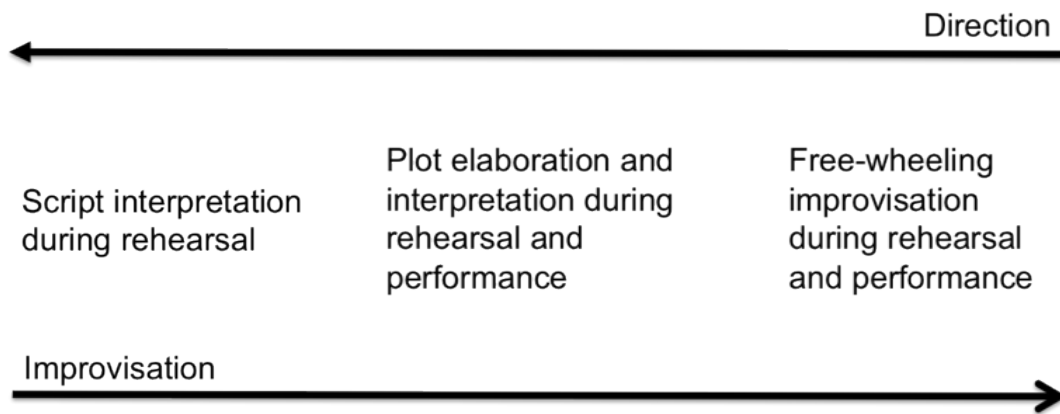 Direction
Script interpretation
during rehearsal
Plot elaboration and
interpretation during
rehearsal and
performance
Free-wheeling
improvisation
during rehearsal
and performance
Improvisation